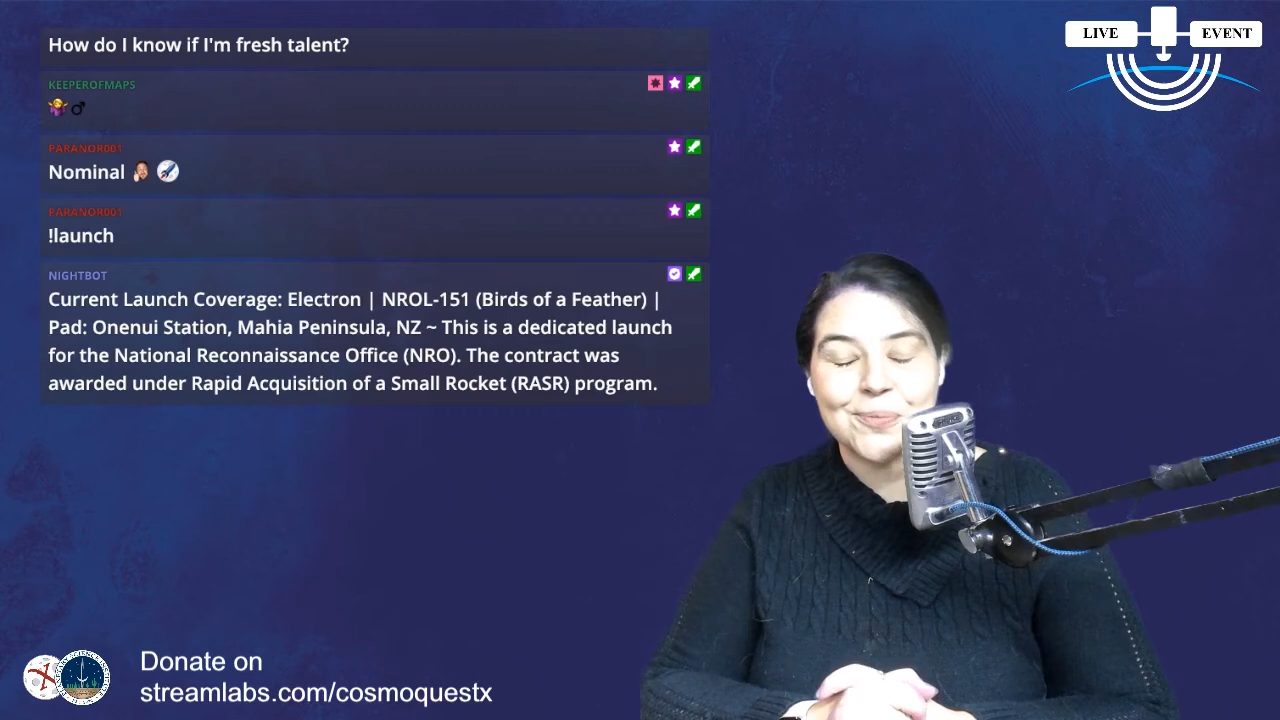 LIVE EVENT
How do I know if I'm fresh talent?
KEEPEROFMAPS
PARANOR001
Nominal
PARANOR001
!launch
NIGHTBOT
Current Launch Coverage: Electron | NROL-151 (Birds of a Feather) |
Pad: Onenui Station, Mahia Peninsula, NZ ~ This is a dedicated launch
for the National Reconnaissance Office (NRO). The contract was
awarded under Rapid Acquisition of a Small Rocket (RASR) program.
Donate on
streamlabs.com/cosmoquestx